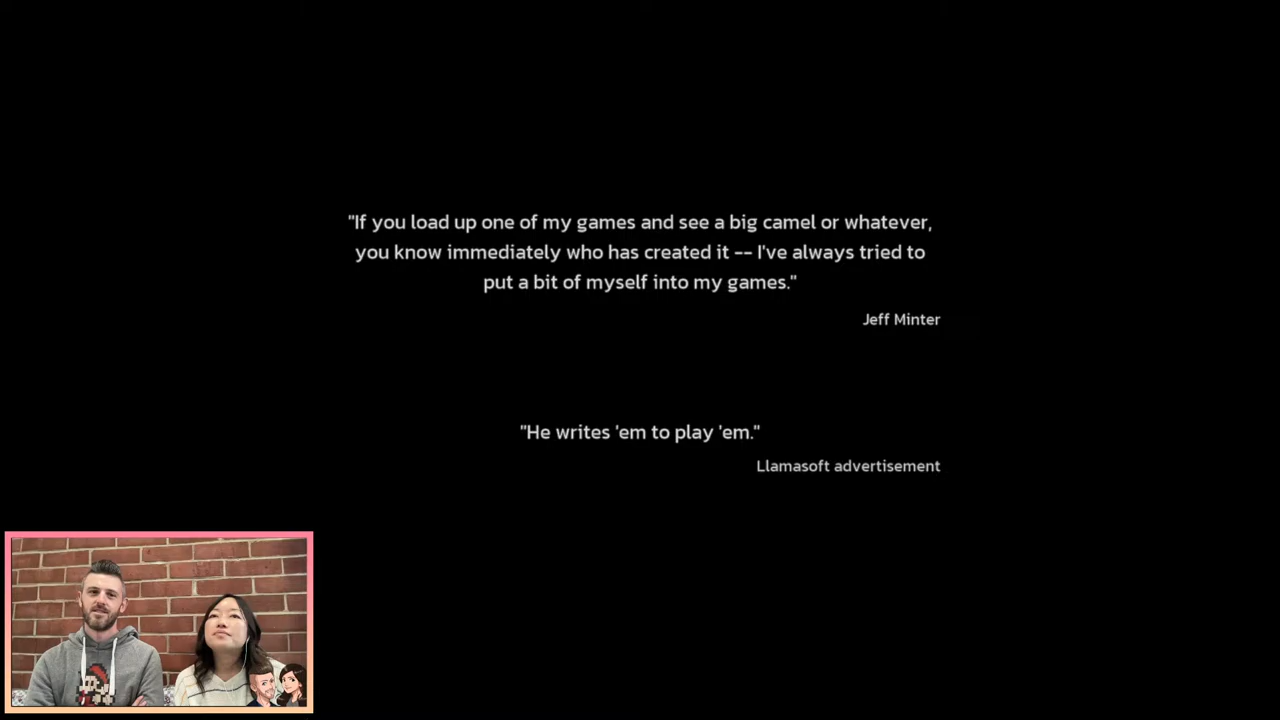 "If you load up one of my games and see a big camel or whatever,
you know immediately who has created it -- I've always tried to
put a bit of myself into my games."
Jeff Minter
"He writes 'em to play 'em."
Llamasoft advertisement